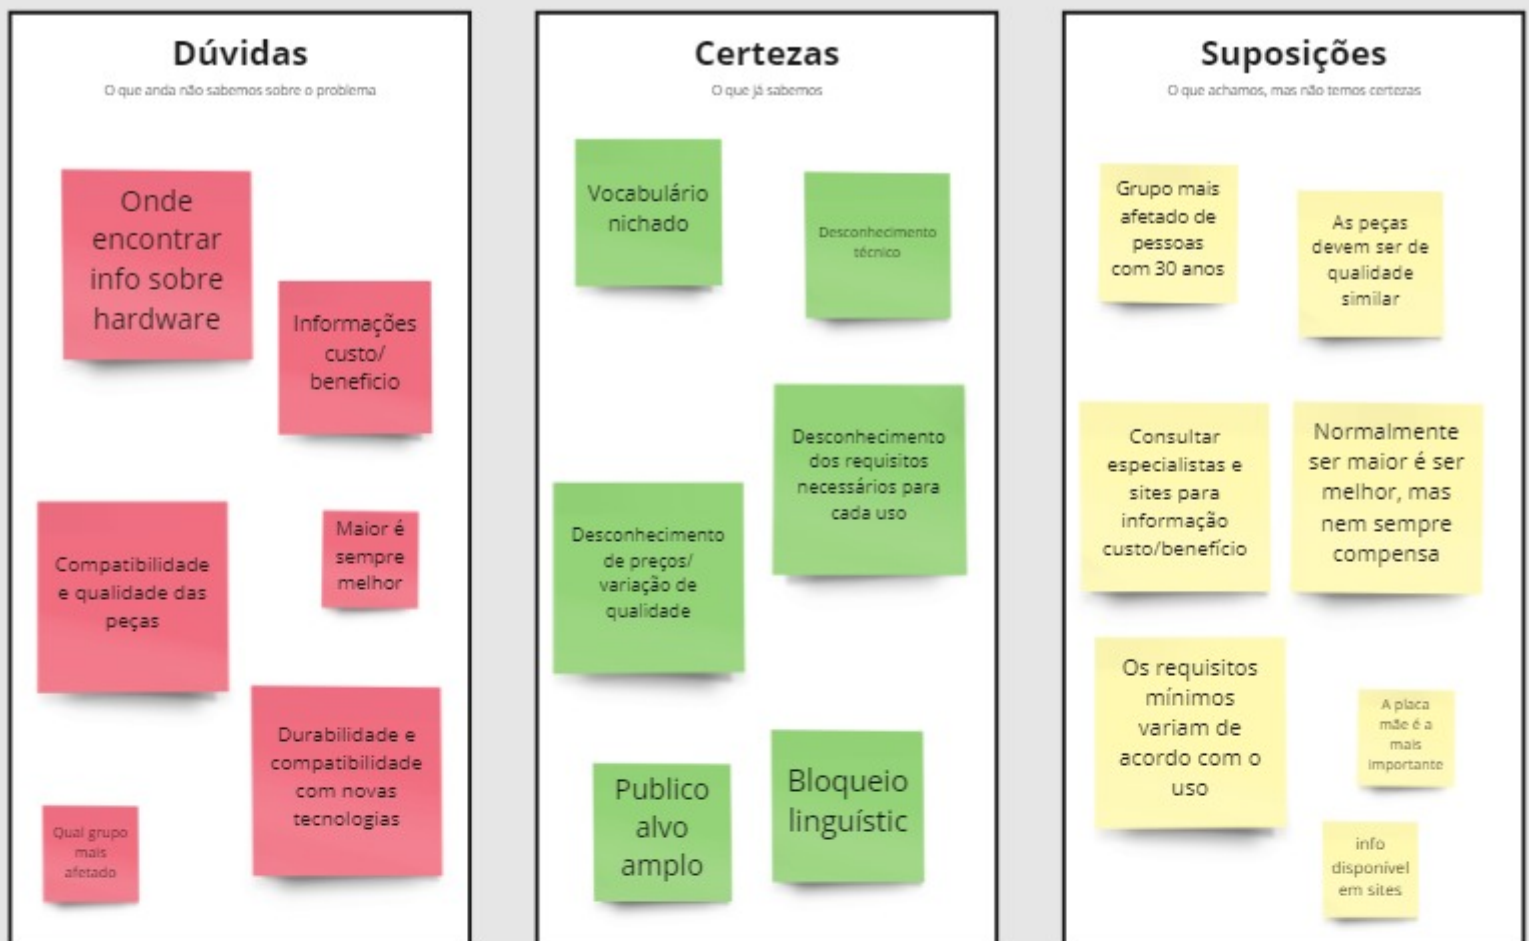 Dúvidas
O que anda não sabemos sobre o problema
Onde
encontrar
info sobre
hardware
Informações
custo/
beneficio
Compatibilidade
e qualidade das
peças
Maior é
sempre
melhor
Durabilidade e
compatibilidade
com novas
tecnologias
Qual grupo
mais
afetado
Certezas
O que já sabemos
Vocabulário
nichado
Desconhecimento
técnico
Desconhecimento
dos requisitos
necessários para
cada uso
Desconhecimento
de preços/
variação de
qualidade
Publico
alvo
amplo
Bloqueio
linguístic
Suposições
O que achamos, mas não temos certezas
Grupo mais
afetado de
pessoas
com 30 anos
As peças
devem ser de
qualidade
similar
Consultar
especialistas e
sites para
informação
custo/benefício
Normalmente
ser maior é ser
melhor, mas
nem sempre
compensa
Os requisitos
mínimos
variam de
acordo com o
uso
A placa
mãe é a
mais
importante
info
disponível
em sites